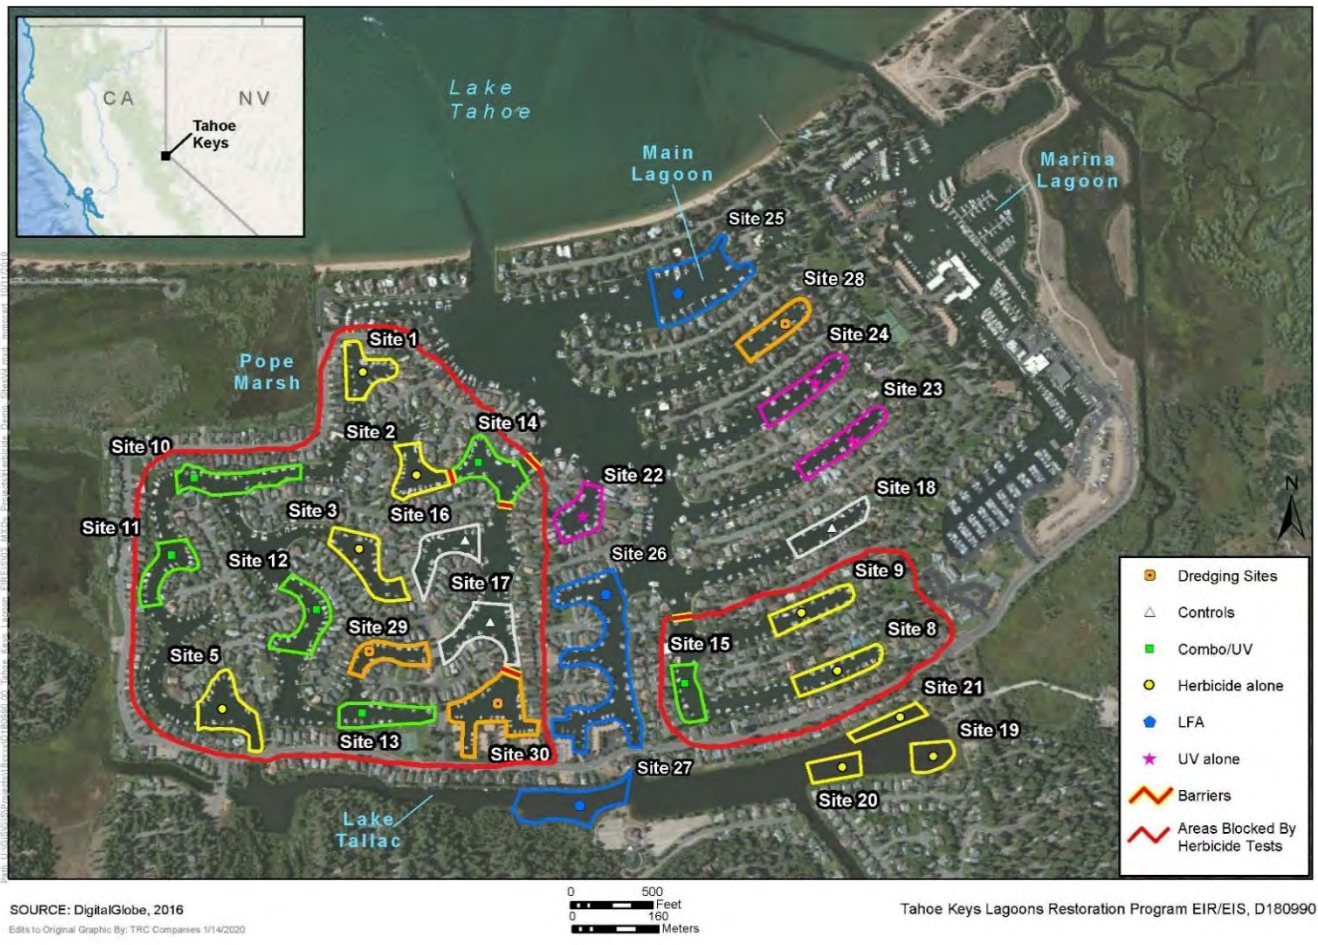 CA
NV
Tahoe
Keys
Lake
Tahoe
Main
Lagoon
Marina
Lagoon
Site 25
Site 28
Site 24
Site 23
Site 1
Pope
Marsh
Site 2
Site 14
Site 10
Site 22
Site 18
Site 3
Site 16
Site 11
Site 12
Site 26
Site 17
Site 9
Site 29
Site 8
Site 15
Site 5
Site 21
Site 13
Site 30
Site 19
Site 27
Site 20
Lake
Tallac
N
Dredging Sites
Controls
Combo/UV
Herbicide alone
LFA
UV alone
Barriers
Areas Blocked By
Herbicide Tests
0 500
Feet
0 160
Meters
SOURCE: DigitalGlobe, 2016
Edits to Original Graphic By: TRC Companies 1/14/2020
Tahoe Keys Lagoons Restoration Program EIR/EIS, D180990